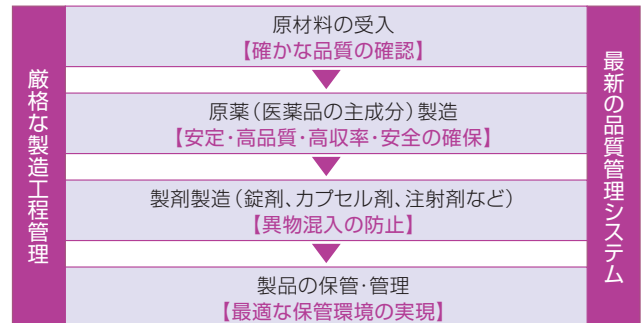 厳格な製造工程管理
原材料の受入
【確かな品質の確認】
原薬（医薬品の主成分）製造
【安定・高品質・高収率・安全の確保】
製剤製造（錠剤、カプセル剤、注射剤など）
【異物混入の防止】
製品の保管・管理
【最適な保管環境の実現】
最新の品質管理システム